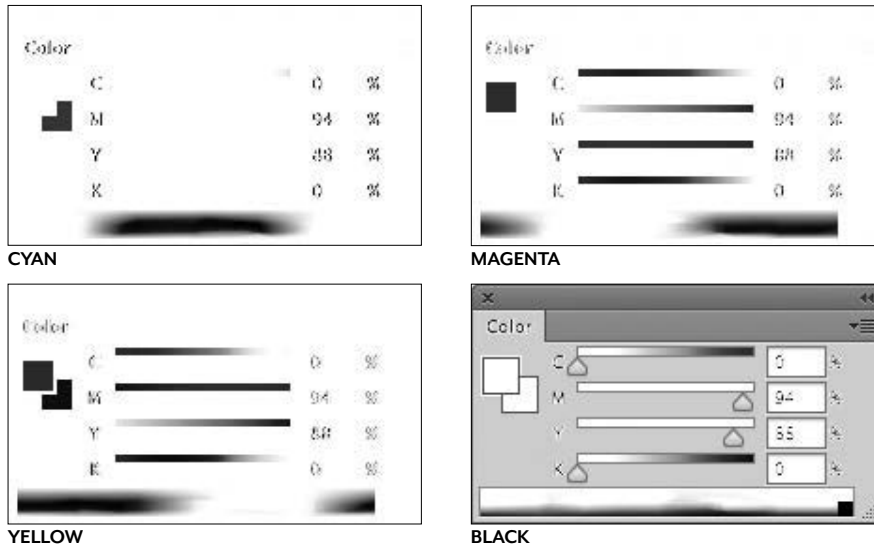 Color
C 0 %
M 94 %
Y 88 %
K 0 %
CYAN
Color
C 0 %
M 94 %
Y 88 %
K 0 %
MAGENTA
Color
C 0 %
M 94 %
Y 88 %
K 0 %
YELLOW
Color
C 0 %
M 94 %
Y 88 %
K 0 %
BLACK